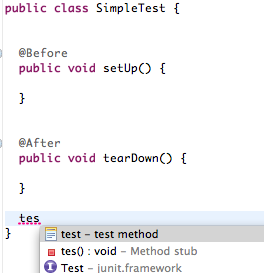 public class SimpleTest {
@Before
public void setUp() {
}
@After
public void tearDown() {
}
tes
}
test – test method
tes() : void – Method stub
Test – junit.framework